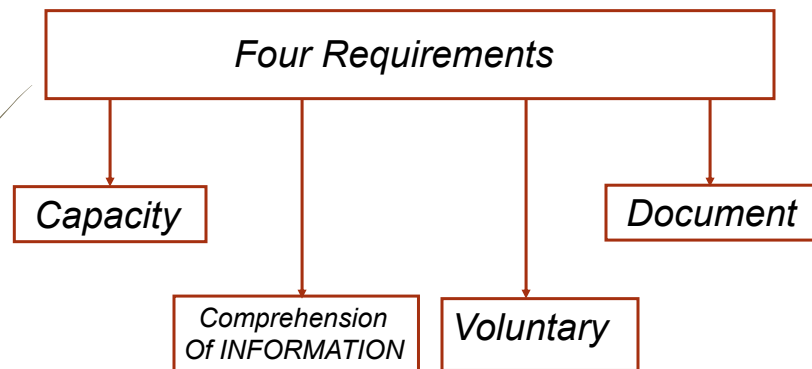 Four Requirements
Capacity
Document
Comprehension
Of INFORMATION
Voluntary